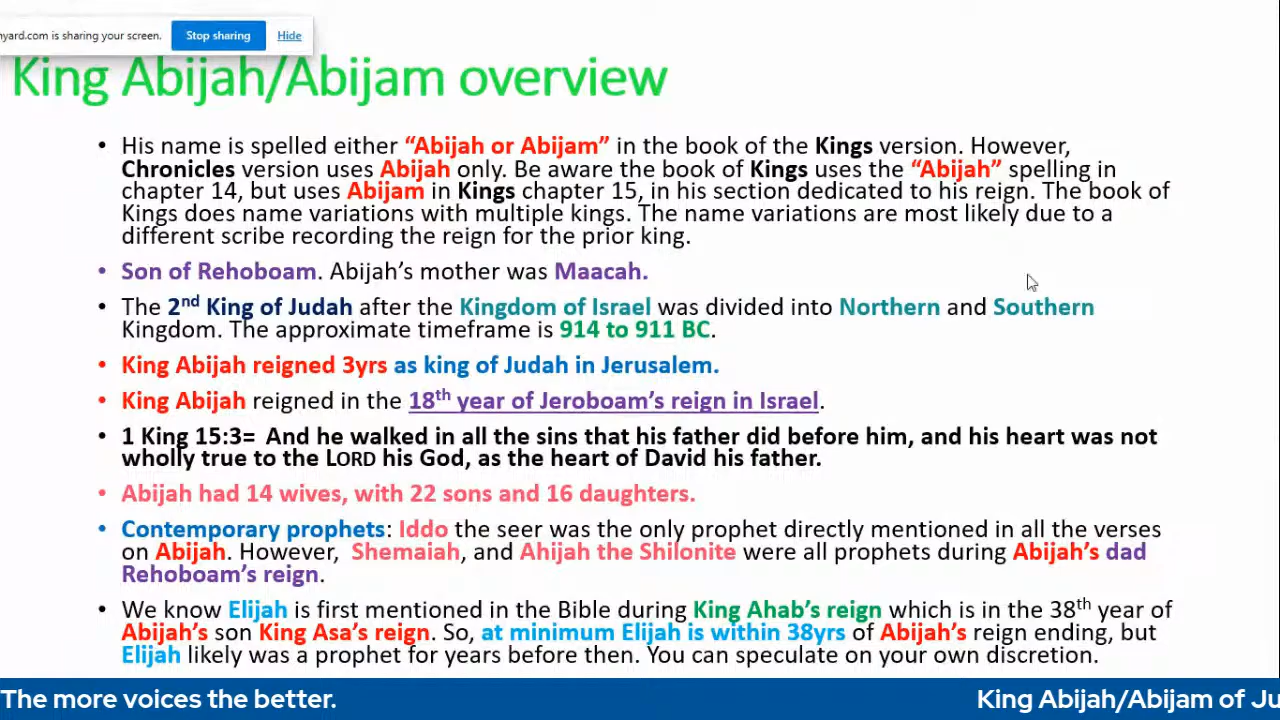 nyard.com is sharing your screen. Stop sharing Hide
King Abijah/Abijam overview
• His name is spelled either “Abijah or Abijam” in the book of the Kings version. However,
Chronicles version uses Abijah only. Be aware the book of Kings uses the “Abijah” spelling in
chapter 14, but uses Abijam in Kings chapter 15, in his section dedicated to his reign. The book of
Kings does name variations with multiple kings. The name variations are most likely due to a
different scribe recording the reign for the prior king.
• Son of Rehoboam. Abijah’s mother was Maacah.
• The 2nd King of Judah after the Kingdom of Israel was divided into Northern and Southern
Kingdom. The approximate timeframe is 914 to 911 BC.
• King Abijah reigned 3yrs as king of Judah in Jerusalem.
• King Abijah reigned in the 18th year of Jeroboam’s reign in Israel.
• 1 King 15:3= And he walked in all the sins that his father did before him, and his heart was not
wholly true to the LORD his God, as the heart of David his father.
• Abijah had 14 wives, with 22 sons and 16 daughters.
• Contemporary prophets: Iddo the seer was the only prophet directly mentioned in all the verses
on Abijah. However, Shemaiah, and Ahijah the Shilonite were all prophets during Abijah’s dad
Rehoboam’s reign.
• We know Elijah is first mentioned in the Bible during King Ahab’s reign which is in the 38th year of
Abijah’s son King Asa’s reign. So, at minimum Elijah is within 38yrs of Abijah’s reign ending, but
Elijah likely was a prophet for years before then. You can speculate on your own discretion.
The more voices the better. King Abijah/Abijam of Ju